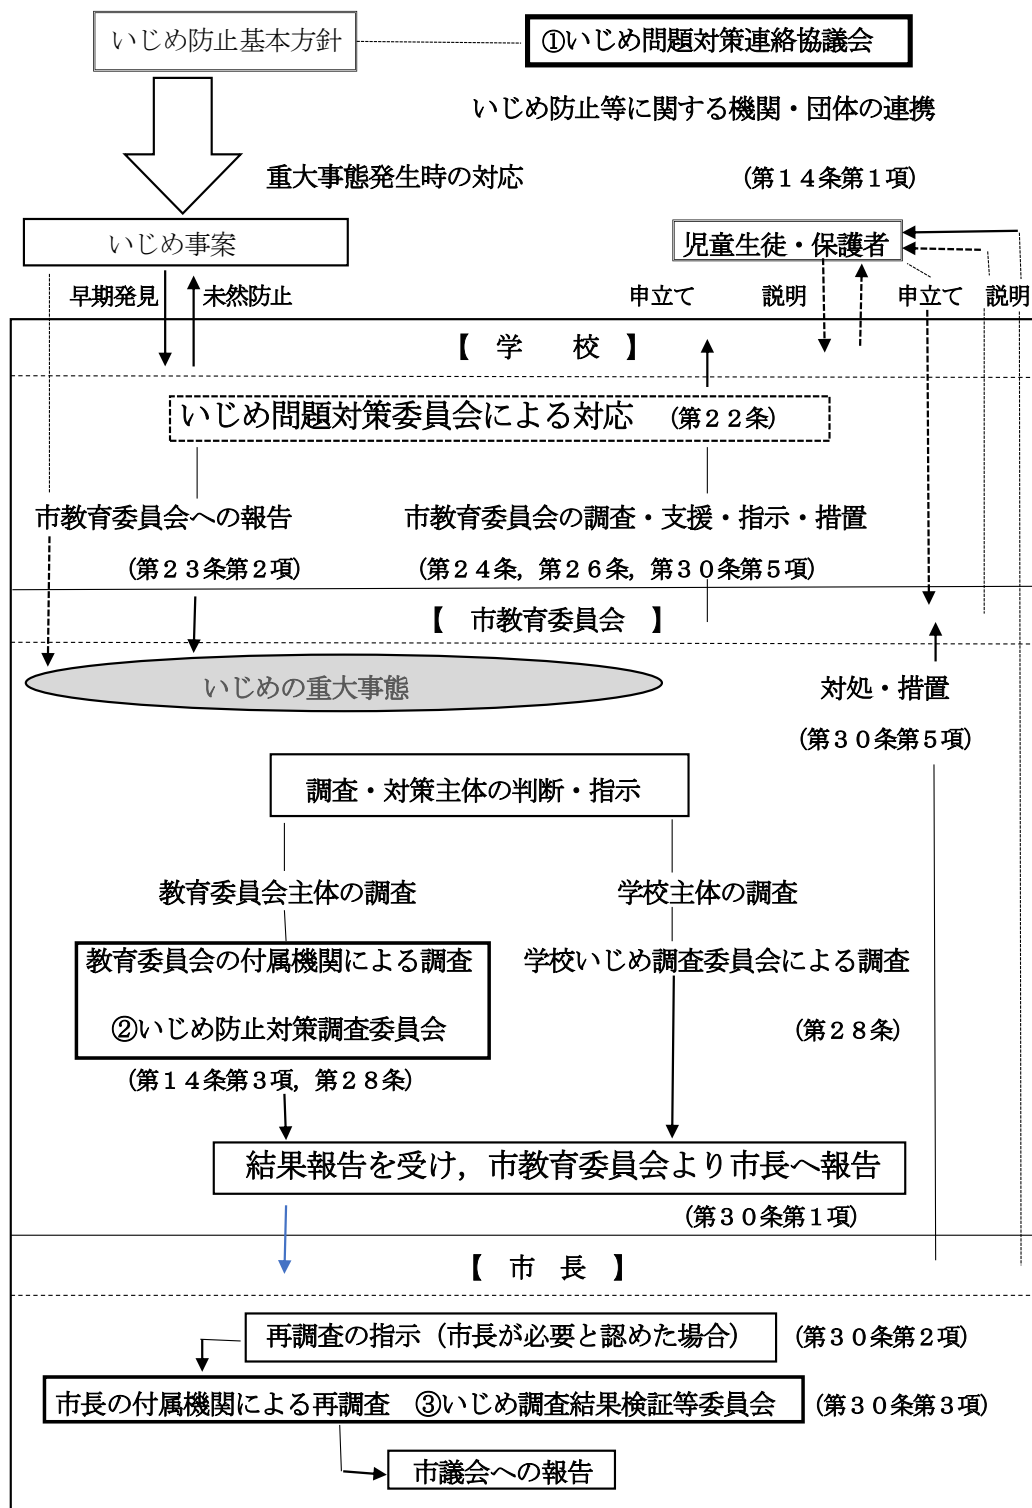 いじめ防止基本方針
①いじめ問題対策連絡協議会
いじめ防止等に関する機関・団体の連携
重大事態発生時の対応
(第１４条第１項)
いじめ事案
児童生徒・保護者
早期発見
未然防止
申立て
説明
申立て
説明
【　学　　校　】
いじめ問題対策委員会による対応　(第２２条)
市教育委員会への報告
市教育委員会の調査・支援・指示・措置
(第２３条第２項)
(第２４条，第２６条，第３０条第５項)
【　市教育委員会　】
いじめの重大事態
対処・措置
(第３０条第５項)
調査・対策主体の判断・指示
教育委員会主体の調査
学校主体の調査
教育委員会の付属機関による調査
学校いじめ調査委員会による調査
②いじめ防止対策調査委員会
(第２８条)
(第１４条第３項，第２８条)
結果報告を受け，市教育委員会より市長へ報告
(第３０条第１項)
【　市　長　】
再調査の指示（市長が必要と認めた場合）
(第３０条第２項)
市長の付属機関による再調査　③いじめ調査結果検証等委員会
(第３０条第３項)
市議会への報告